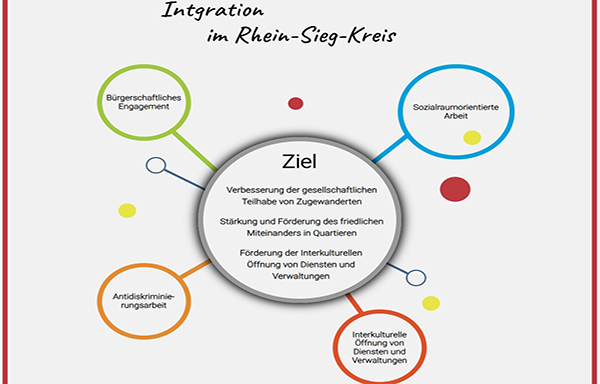 Intgration
im Rhein-Sieg-Kreis
Bürgerschaftliches
Engagement
Sozialraumorientierte
Arbeit
Ziel
Verbesserung der gesellschaftlichen
Teilhabe von Zugewanderten
Stärkung und Förderung des friedlichen
Miteinanders in Quartieren
Förderung der Interkulturellen
Öffnung von Diensten und
Verwaltungen
Antidiskriminie-
rungsarbeit
Interkulturelle
Öffnung von
Diensten und
Verwaltungen